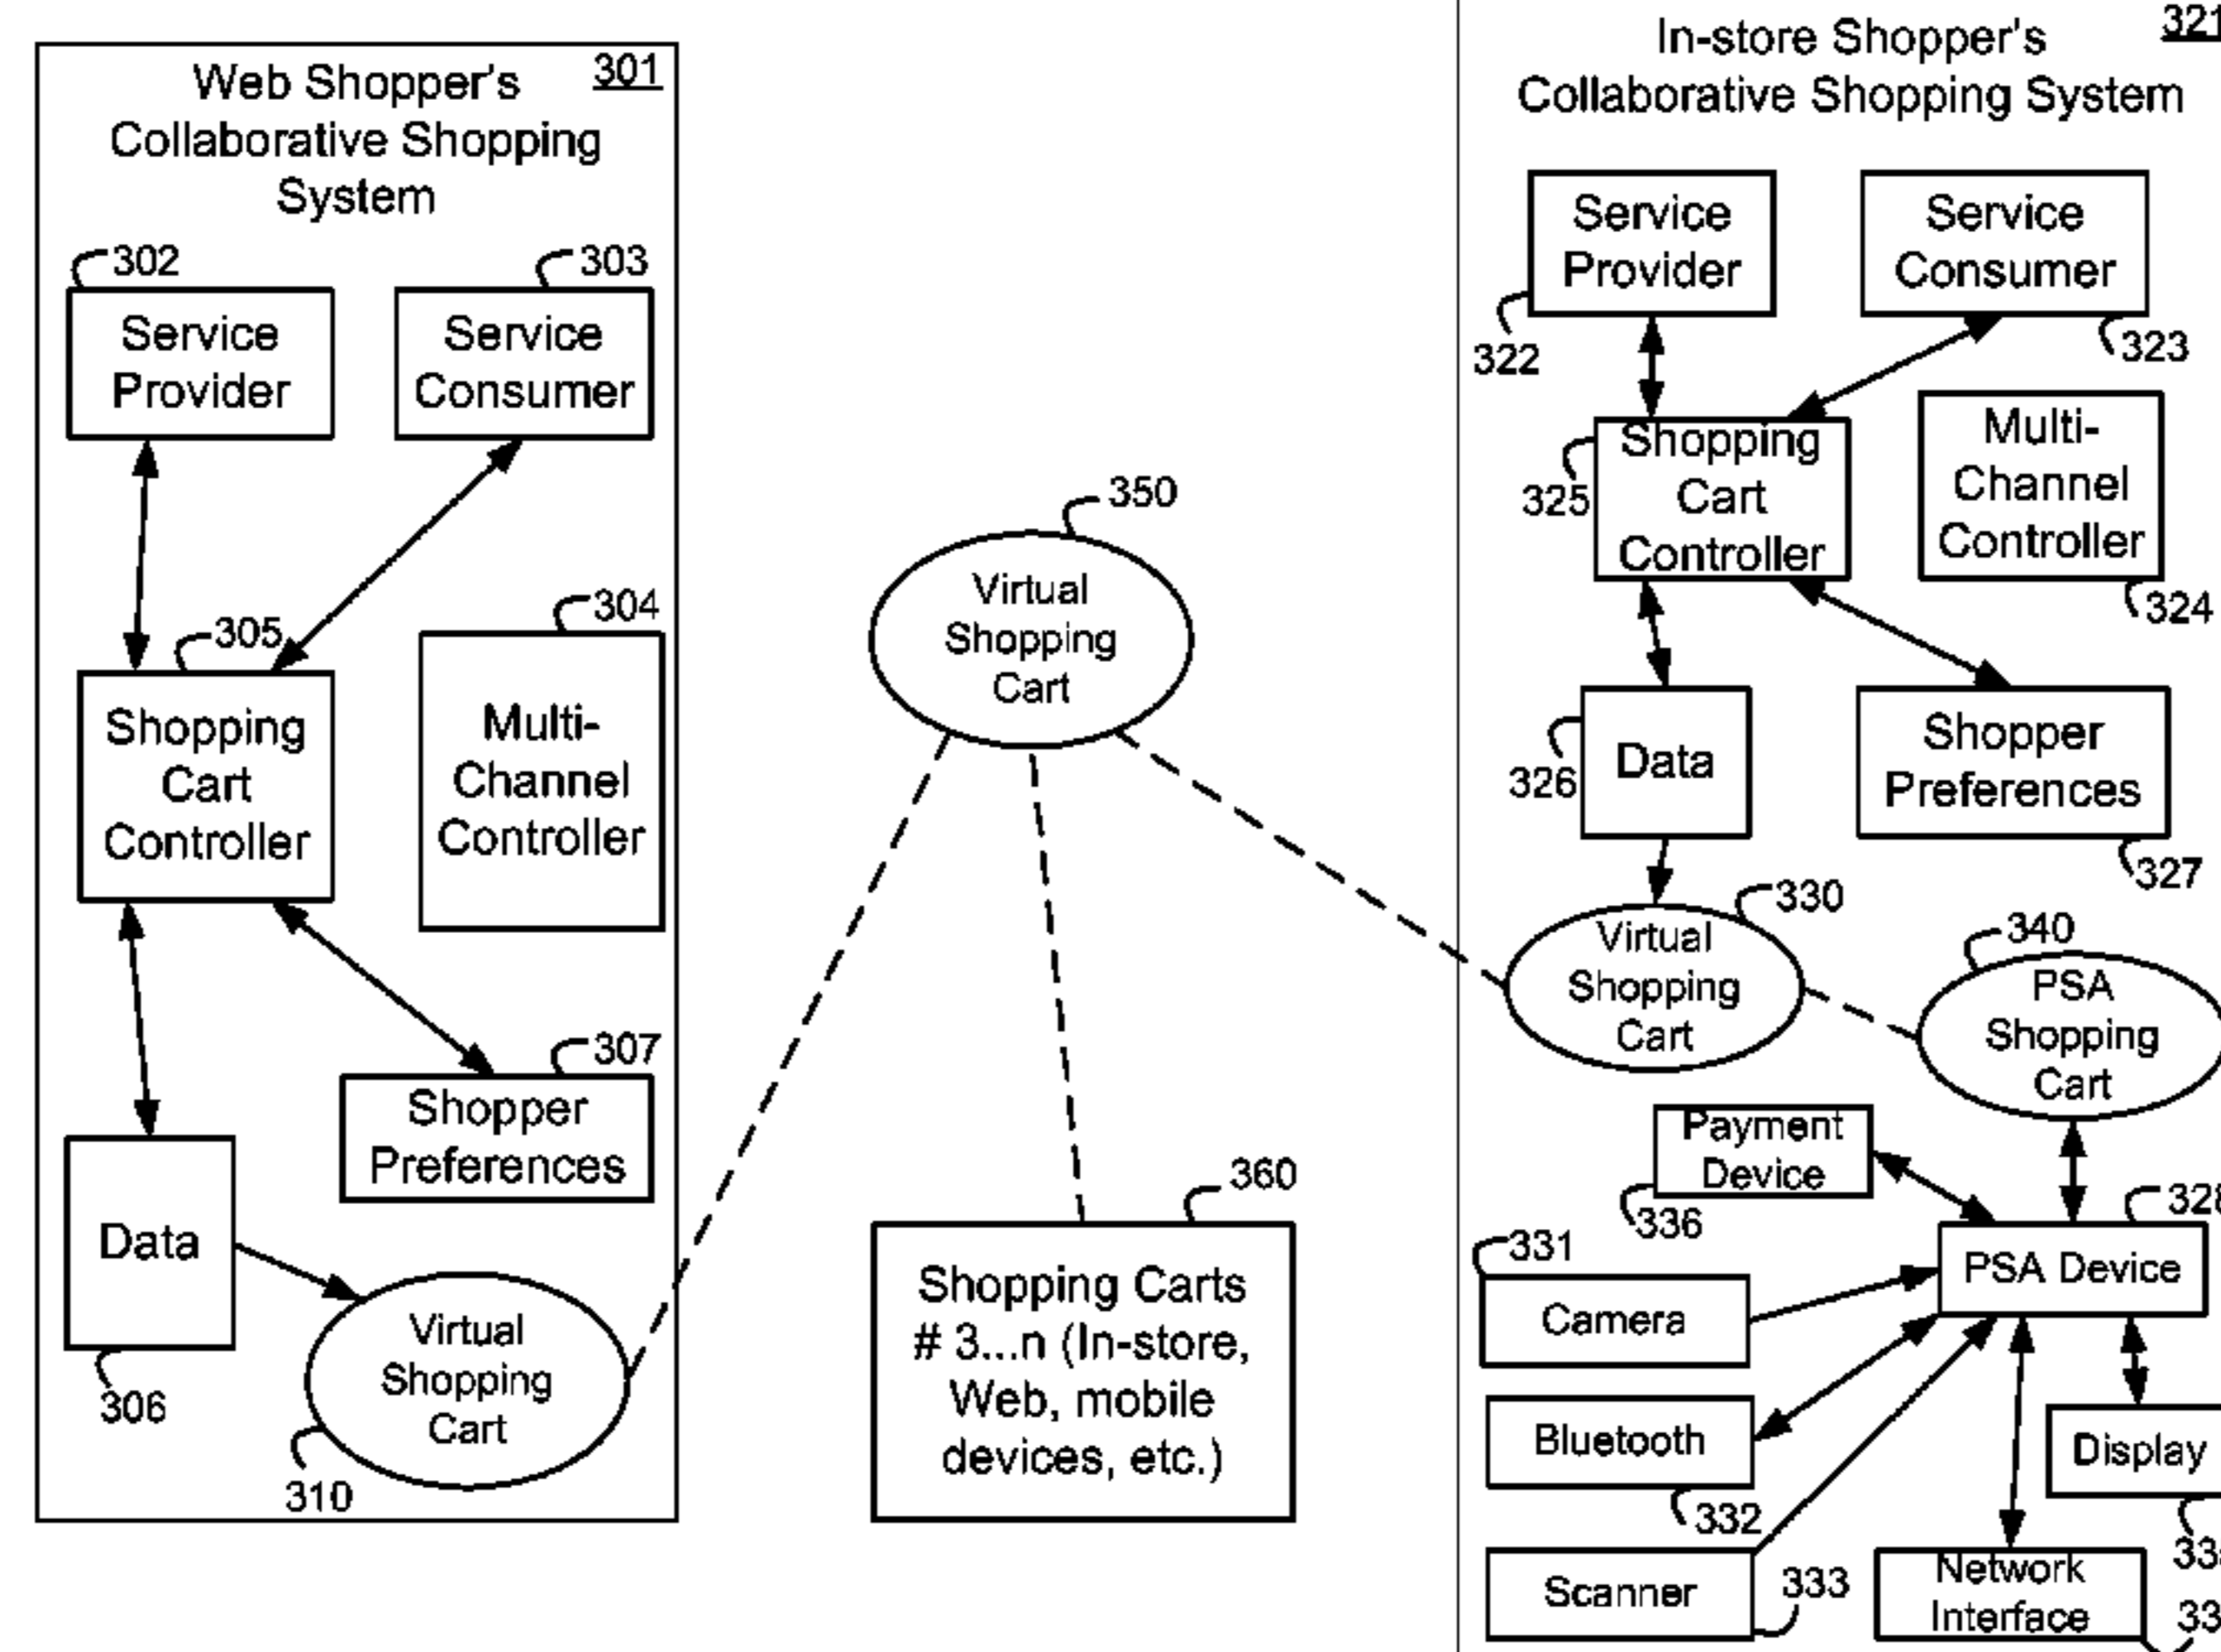 Web Shopper's
Collaborative Shopping
System
301
302
Service
Provider
303
Service
Consumer
305
Shopping
Cart
Controller
304
Multi-
Channel
Controller
307
Shopper
Preferences
Data
306
Virtual
Shopping
Cart
310
350
Virtual
Shopping
Cart
360
Shopping Carts
# 3...n (In-store,
Web, mobile
devices, etc.)
In-store Shopper's
Collaborative Shopping System
321
Service
Provider
322
Service
Consumer
323
Shopping
Cart
Controller
325
Multi-
Channel
Controller
324
Data
326
Shopper
Preferences
327
330
Virtual
Shopping
Cart
340
PSA
Shopping
Cart
Payment
Device
336
328
PSA Device
331
Camera
Bluetooth
332
Display
Scanner
333
Network
Interface